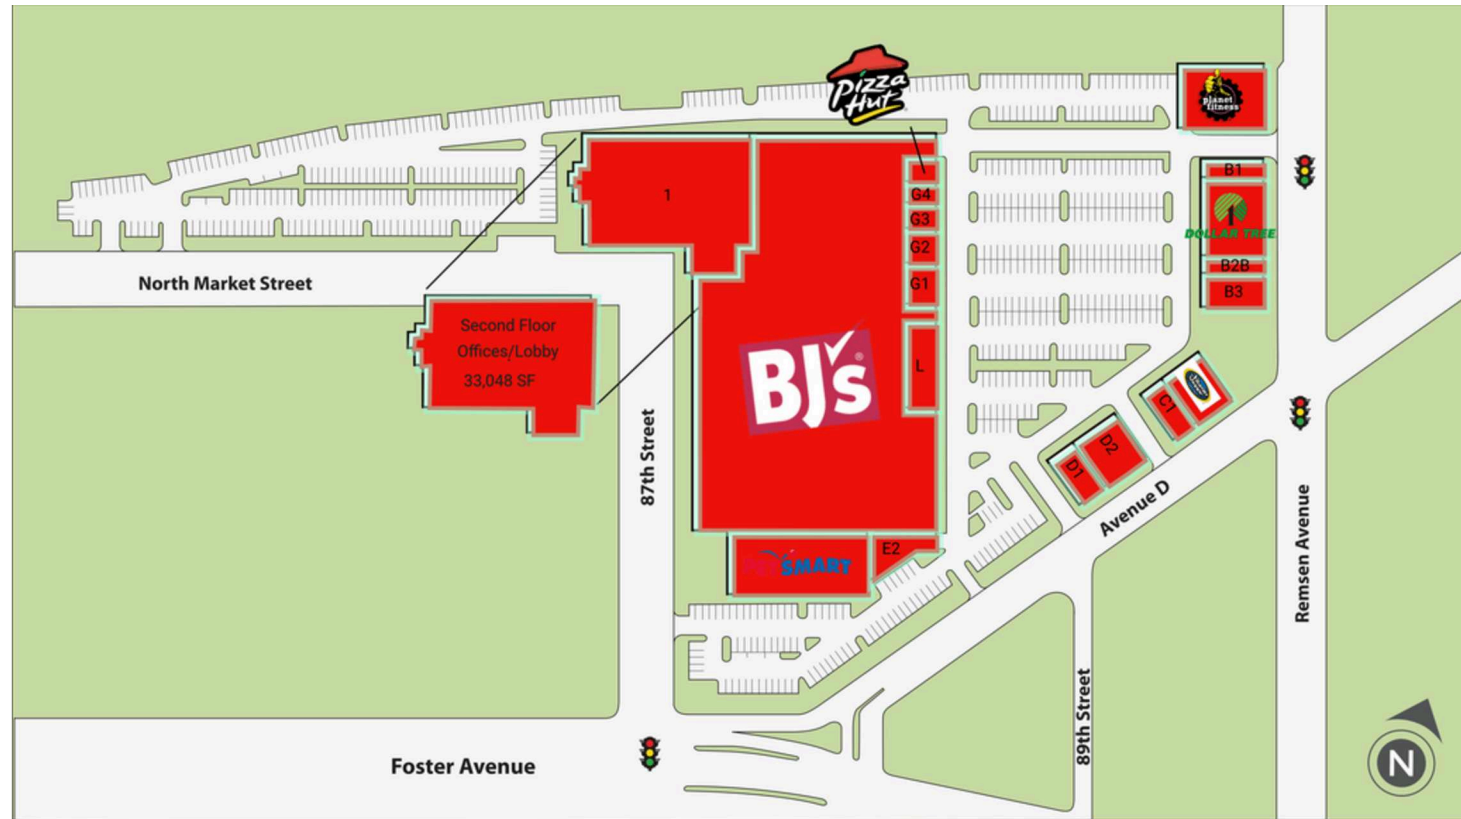 Pizza
Hut
planet
fitness
B1
1
G4
G3
DOLLAR TREE
G2
B2B
North Market Street
G1
B3
Second Floor
Offices/Lobby
33,048 SF
BJ's
®
L
C1
D2
D1
87th Street
Avenue D
Remsen Avenue
E2
PETSMART
89th Street
Foster Avenue
N